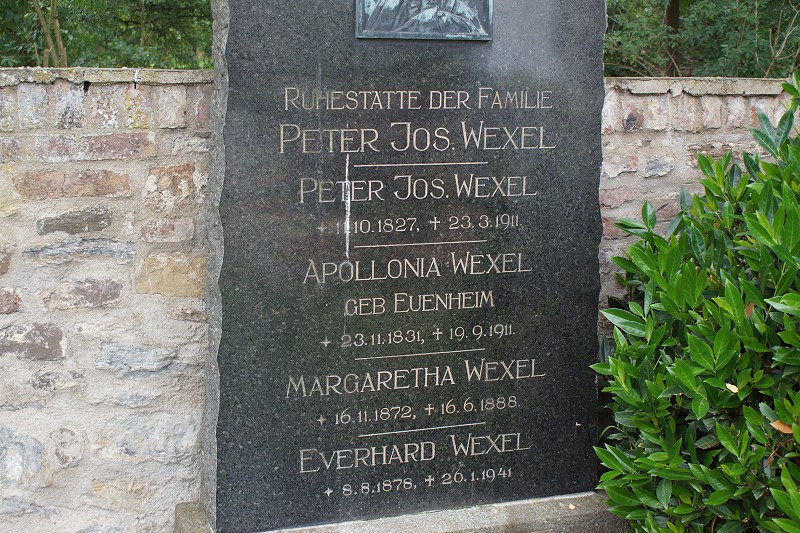 RUHESTÄTTE DER FAMILIE
PETER JOS. WEXEL
PETER JOS. WEXEL
+ 11.10.1827, + 23.3.1911.
APOLLONIA WEXEL
GEB EUENHEIM
+ 23.11.1831, + 19.9.1911.
MARGARETHA WEXEL
+ 16.11.1872, + 16.6.1888.
EVERHARD WEXEL
+ 8.8.1878, + 26.1.1941